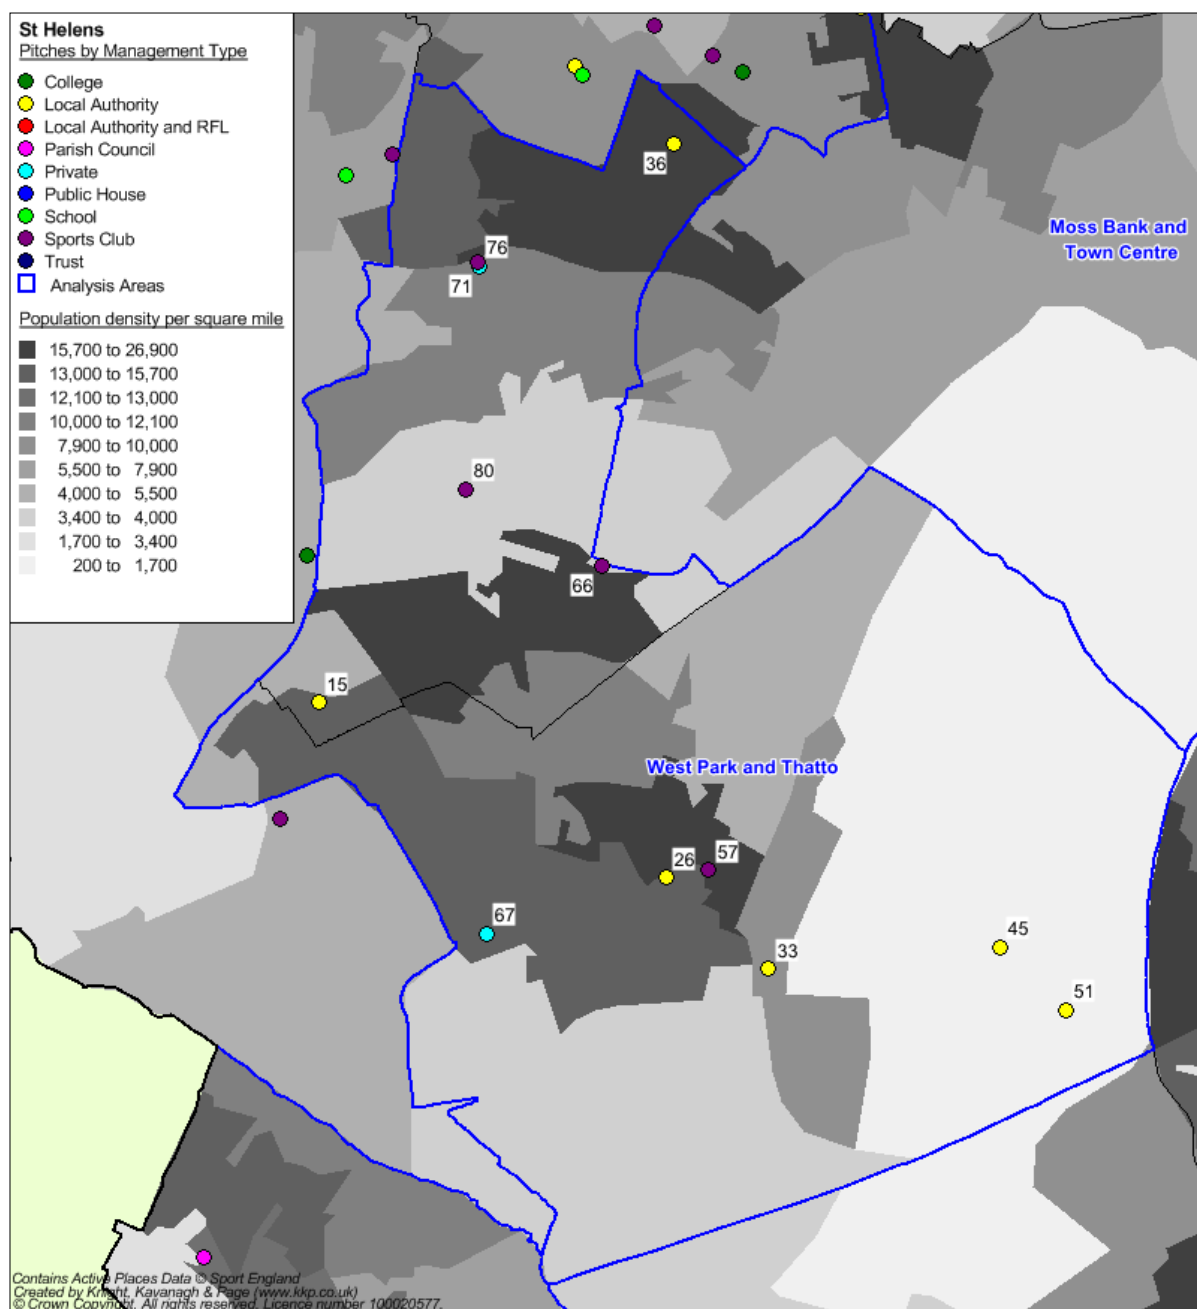 St Helens
Pitches by Management Type
College
Local Authority
Local Authority and RFL
Parish Council
Private
Public House
School
Sports Club
Trust
Analysis Areas
Population density per square mile
15,700 to 26,900
13,000 to 15,700
12,100 to 13,000
10,000 to 12,100
7,900 to 10,000
5,500 to 7,900
4,000 to 5,500
3,400 to 4,000
1,700 to 3,400
200 to 1,700
36
Moss Bank and
Town Centre
76
71
80
66
15
West Park and Thatto
57
26
67
45
33
51
Contains Active Places Data © Sport England
Created by Knight, Kavanagh & Page (www.kkp.co.uk)
© Crown Copyright. All rights reserved. Licence number 100020577.